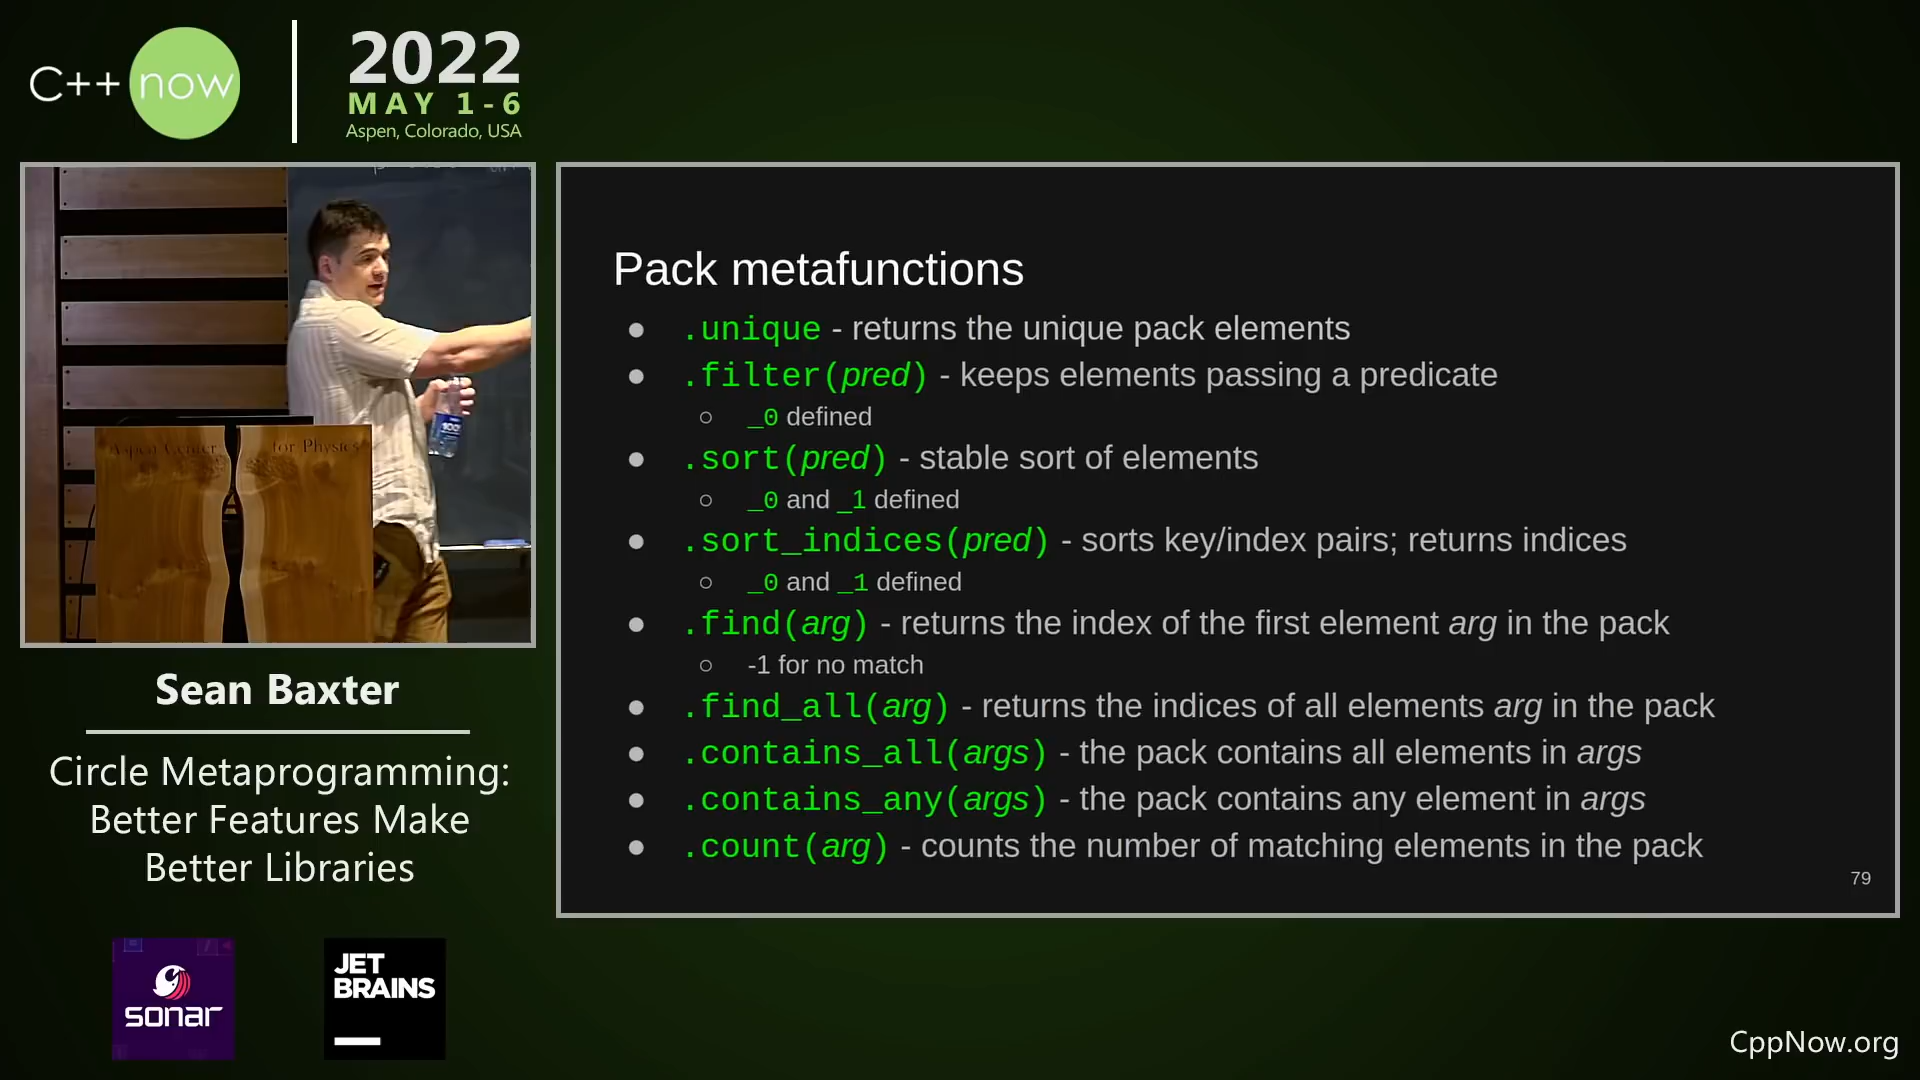 C++ now
2022
MAY 1-6
Aspen, Colorado, USA
Aspen Center for Physics
100%
Sean Baxter
Circle Metaprogramming:
Better Features Make
Better Libraries
Pack metafunctions
● .unique - returns the unique pack elements
● .filter(pred) - keeps elements passing a predicate
○ _0 defined
● .sort(pred) - stable sort of elements
○ _0 and _1 defined
● .sort_indices(pred) - sorts key/index pairs; returns indices
○ _0 and _1 defined
● .find(arg) - returns the index of the first element arg in the pack
○ -1 for no match
● .find_all(arg) - returns the indices of all elements arg in the pack
● .contains_all(args) - the pack contains all elements in args
● .contains_any(args) - the pack contains any element in args
● .count(arg) - counts the number of matching elements in the pack
79
sonar
JET
BRAINS
CppNow.org